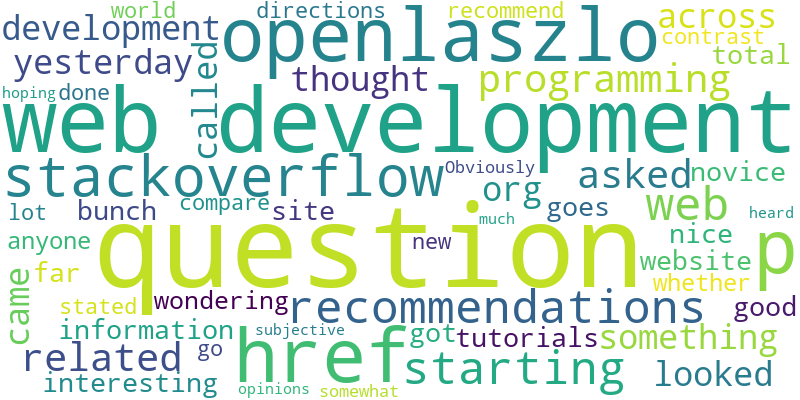 world directions recommend across
development openlaszlo contrast
yesterday called thought programming total
hoping done
web development
stackoverflow Obviously asked novice
lot bunch compare site org goes web nice heard
question much p
anyone new website
came far wondering whether
stated recommendations good
information href subjective got tutorials something
related go starting looked
interesting opinions somewhat